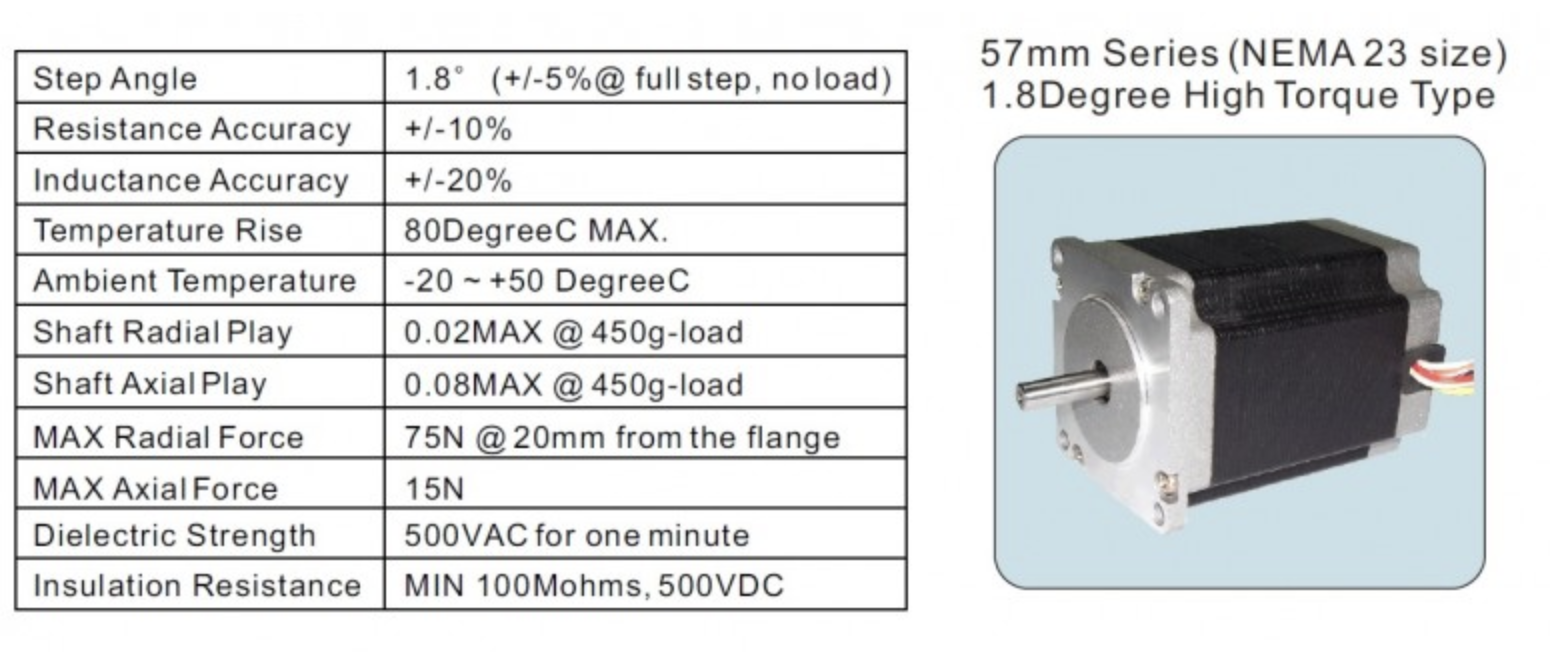 57mm Series (NEMA 23 size)
1.8Degree High Torque Type
Step Angle 1.8° (+/-5%@ full step, no load)
Resistance Accuracy +/-10%
Inductance Accuracy +/-20%
Temperature Rise 80DegreeC MAX.
Ambient Temperature -20 ~ +50 DegreeC
Shaft Radial Play 0.02MAX @ 450g-load
Shaft Axial Play 0.08MAX @ 450g-load
MAX Radial Force 75N @ 20mm from the flange
MAX Axial Force 15N
Dielectric Strength 500VAC for one minute
Insulation Resistance MIN 100Mohms, 500VDC